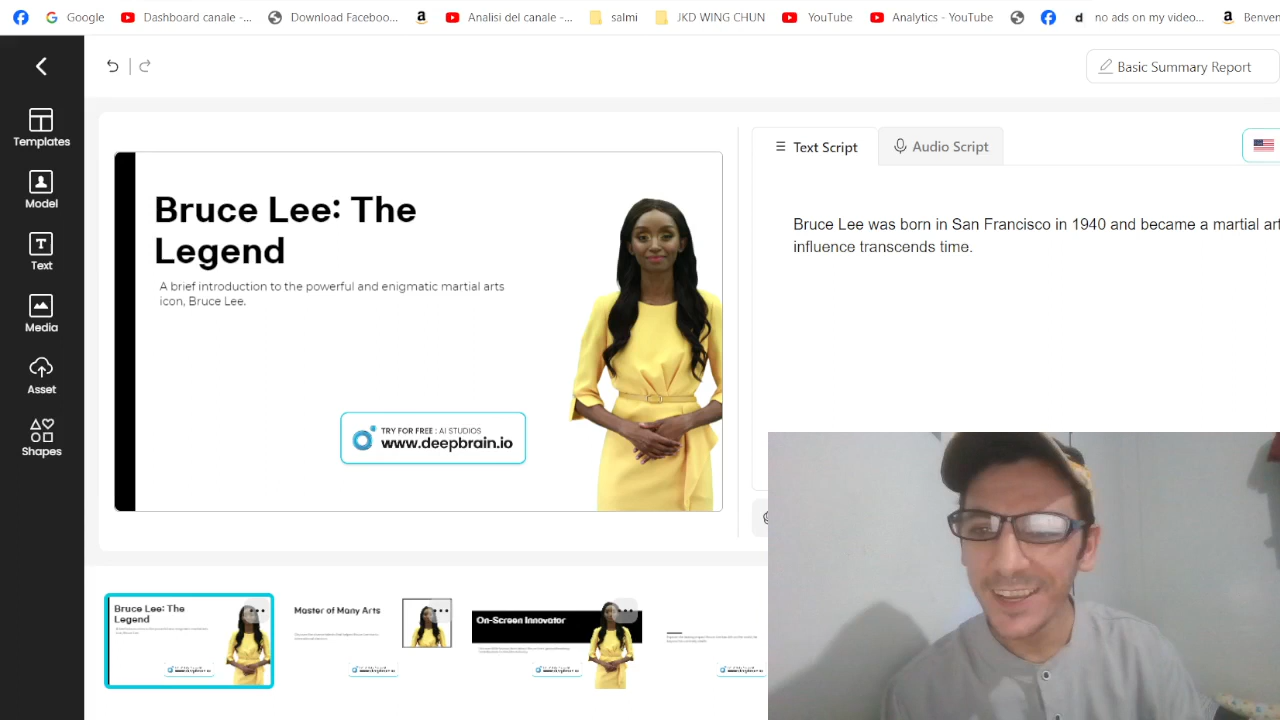 Google
Dashboard canale -...
Download Faceboo...
Analisi del canale -...
salmi
JKD WING CHUN
YouTube
Analytics - YouTube
no ads on my video...
Benven
Basic Summary Report
Templates
Model
Text
Media
Asset
Shapes
Bruce Lee: The
Legend
A brief introduction to the powerful and enigmatic martial arts
icon, Bruce Lee.
TRY FOR FREE : AI STUDIOS
www.deepbrain.io
Text Script
Audio Script
Bruce Lee was born in San Francisco in 1940 and became a martial art
influence transcends time.
Bruce Lee: The
Legend
Master of Many Arts
On-Screen Innovator